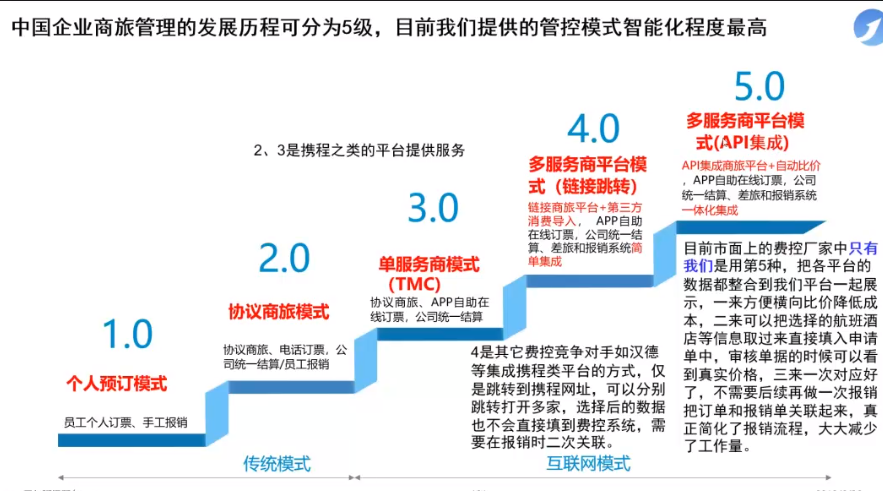 中国企业商旅管理的发展历程可分为5级，目前我们提供的管控模式智能化程度最高
5.0
多服务商平台模
式(API集成)
API集成商旅平台+自动比价
，APP自助在线订票，公司
统一结算、差旅和报销系统
一体化集成
4.0
多服务商平台模
式（链接跳转）
链接商旅平台+第三方
消费导入， APP自助
在线订票，公司统一结
算、差旅和报销系统简
单集成
2、3是携程之类的平台提供服务
3.0
单服务商模式
（TMC）
协议商旅、APP自助在
线订票，公司统一结算
2.0
协议商旅模式
协议商旅、电话订票，公
司统一结算/员工报销
1.0
个人预订模式
员工个人订票、手工报销
4是其它费控竞争对手如汉德
等集成携程类平台的方式，仅
是跳转到携程网址，可以分别
跳转打开多家，选择后的数据
也不会直接填到费控系统，需
要在报销时二次关联。
目前市面上的费控厂家中只有
我们是用第5种，把各平台的
数据都整合到我们平台一起展
示，一来方便横向比价降低成
本，二来可以把选择的航班酒
店等信息取过来直接填入申请
单中，审核单据的时候可以看
到真实价格，三来一次对应好
了，不需要后续再做一次报销
把订单和报销单关联起来，真
正简化了报销流程，大大减少
了工作量。
传统模式
互联网模式